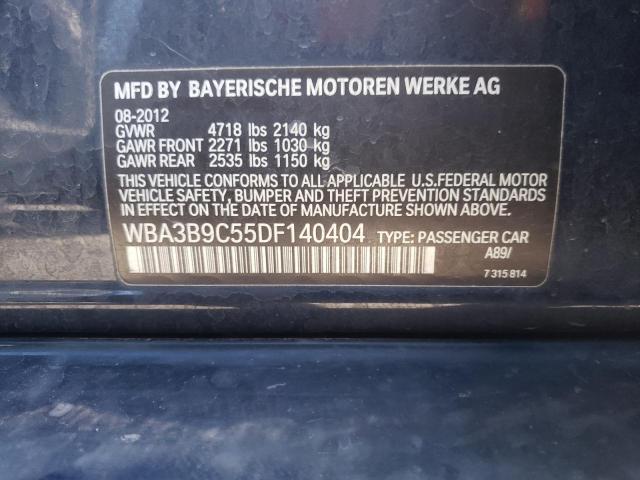 MFD BY BAYERISCHE MOTOREN WERKE AG
08-2012
GVWR 4718 lbs 2140 kg
GAWR FRONT 2271 lbs 1030 kg
GAWR REAR 2535 lbs 1150 kg
THIS VEHICLE CONFORMS TO ALL APPLICABLE U.S.FEDERAL MOTOR
VEHICLE SAFETY, BUMPER AND THEFT PREVENTION STANDARDS
IN EFFECT ON THE DATE OF MANUFACTURE SHOWN ABOVE.
WBA3B9C55DF140404 TYPE: PASSENGER CAR
A89/
7 315 814